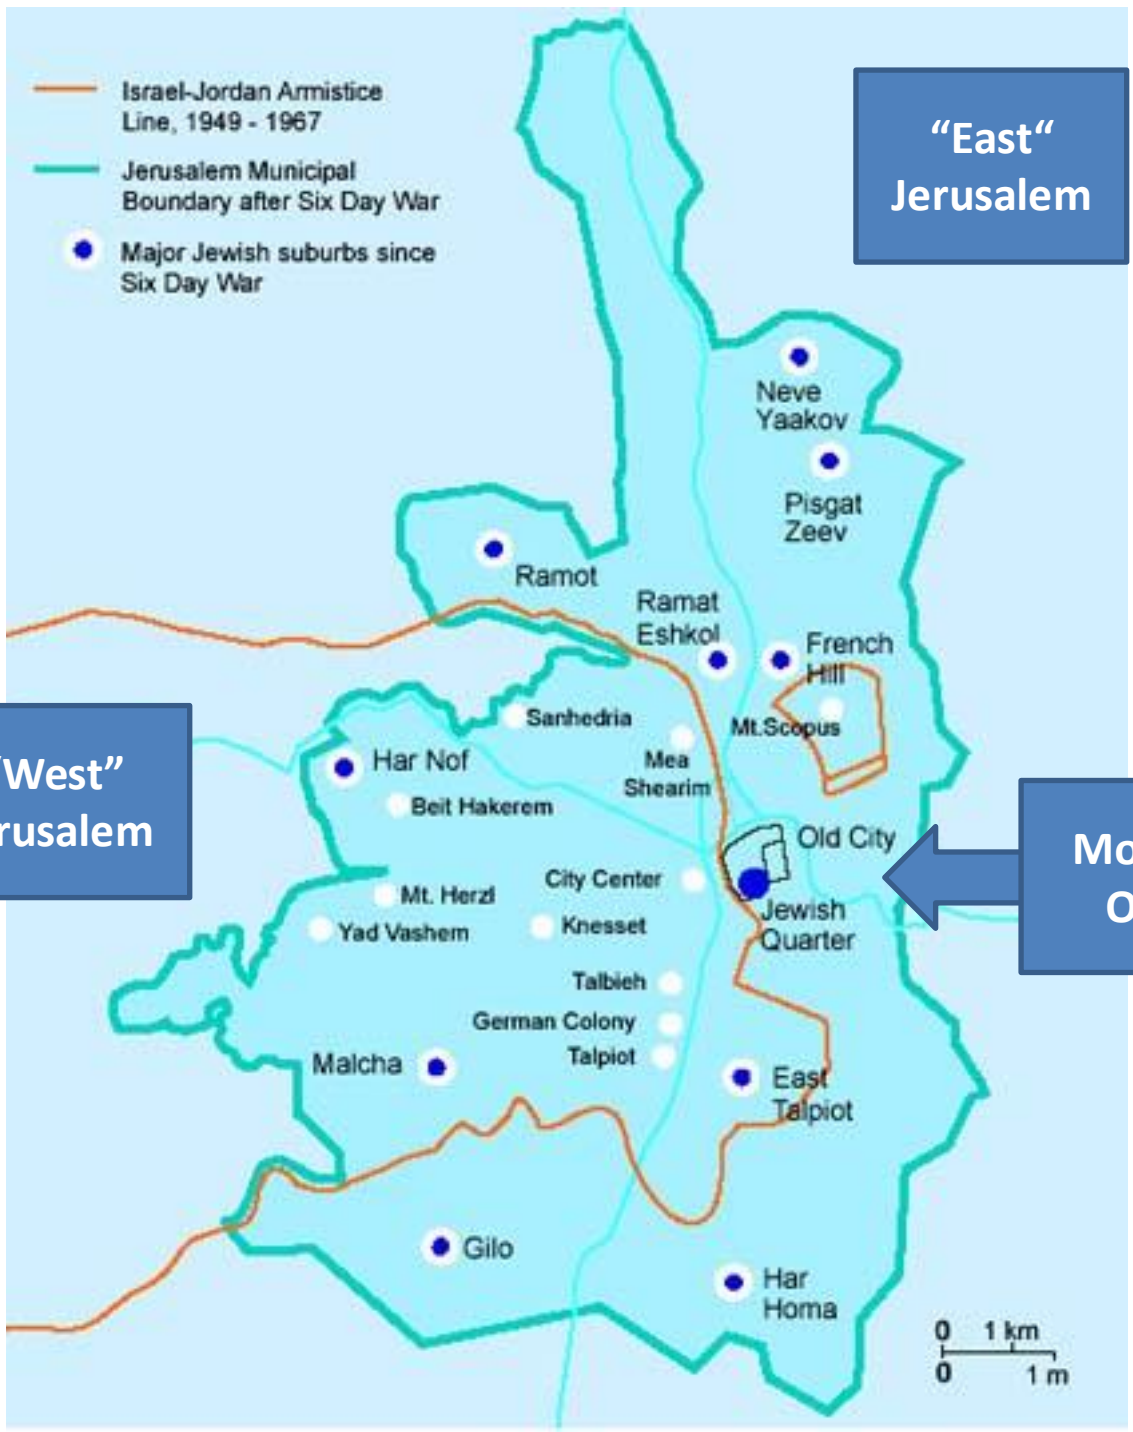 Israel-Jordan Armistice
Line, 1949 - 1967
Jerusalem Municipal
Boundary after Six Day War
Major Jewish suburbs since
Six Day War
“East“
Jerusalem
Neve
Yaakov
Pisgat
Zeev
Ramot
Ramat
Eshkol
French
Hill
Mt.Scopus
Sanhedria
Mea
Shearim
Har Nof
Beit Hakerem
West”
rusalem
Old City
City Center
Mt. Herzl
Jewish
Quarter
Yad Vashem
Knesset
Mo
O
Talbieh
German Colony
Talpiot
Malcha
East
Talpiot
Gilo
Har
Homa
0 1 km
0 1 m